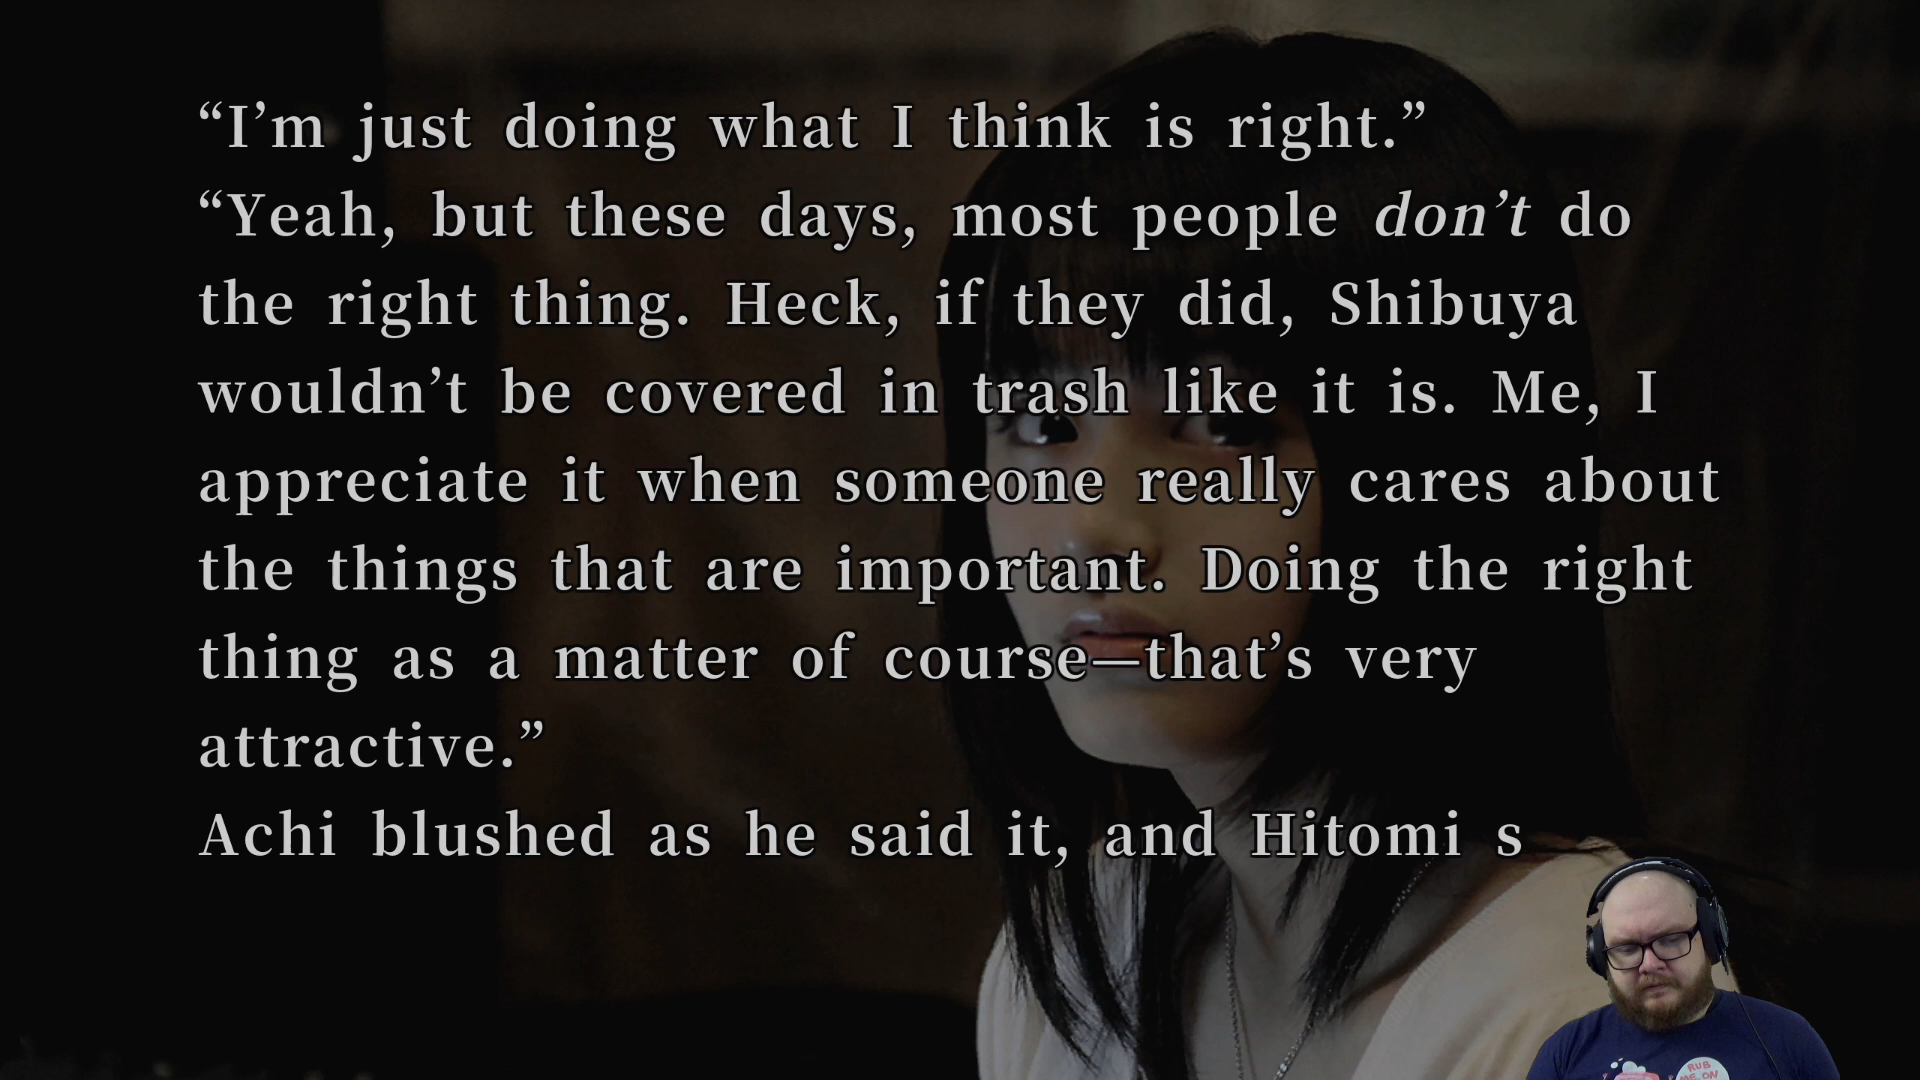 “I’m just doing what I think is right.”
“Yeah, but these days, most people don’t do
the right thing. Heck, if they did, Shibuya
wouldn’t be covered in trash like it is. Me, I
appreciate it when someone really cares about
the things that are important. Doing the right
thing as a matter of course—that’s very
attractive.”
Achi blushed as he said it, and Hitomi s
RUB
ME ON